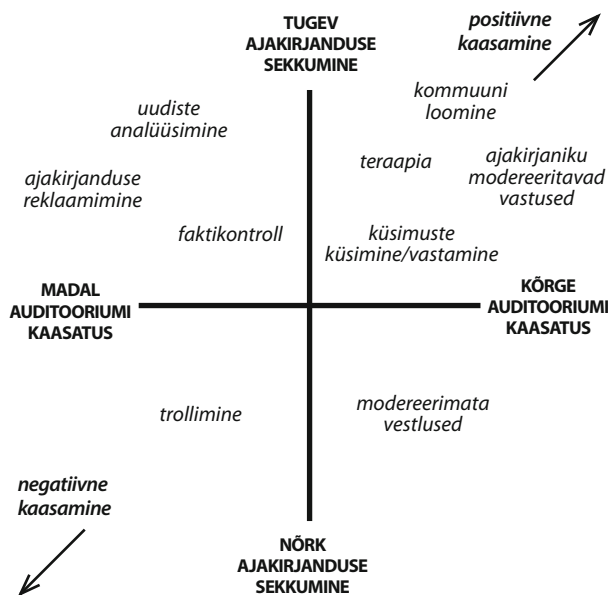 TUGEV
AJAKIRJANDUSE
SEKKUMINE
positiivne
kaasamine
kommuuni
loomine
uudiste
analüüsimine
teraapia
ajakirjaniku
modereeritavad
vastused
ajakirjanduse
reklaamimine
faktikontroll
küsimuste
küsimine/vastamine
MADAL
AUDITOORIUMI
KAASATUS
KÕRGE
AUDITOORIUMI
KAASATUS
trollimine
modereerimata
vestlused
negatiivne
kaasamine
NÕRK
AJAKIRJANDUSE
SEKKUMINE